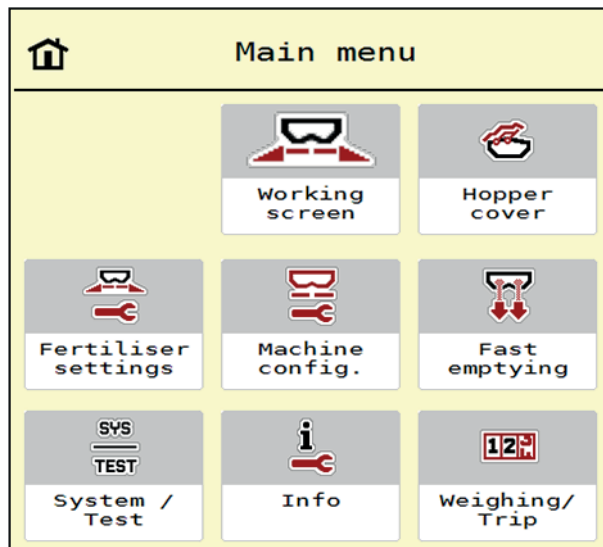 Main menu
Working
screen
Hopper
cover
Fertiliser
settings
Machine
config.
Fast
emptying
SYS
TEST
System /
Test
i
Info
123
Weighing/
Trip